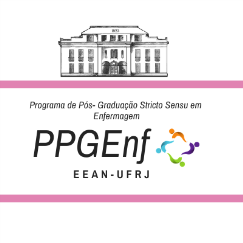 Programa de Pós- Graduação Stricto Sensu em
Enfermagem
PPGEnf
EEAN-UFRJ